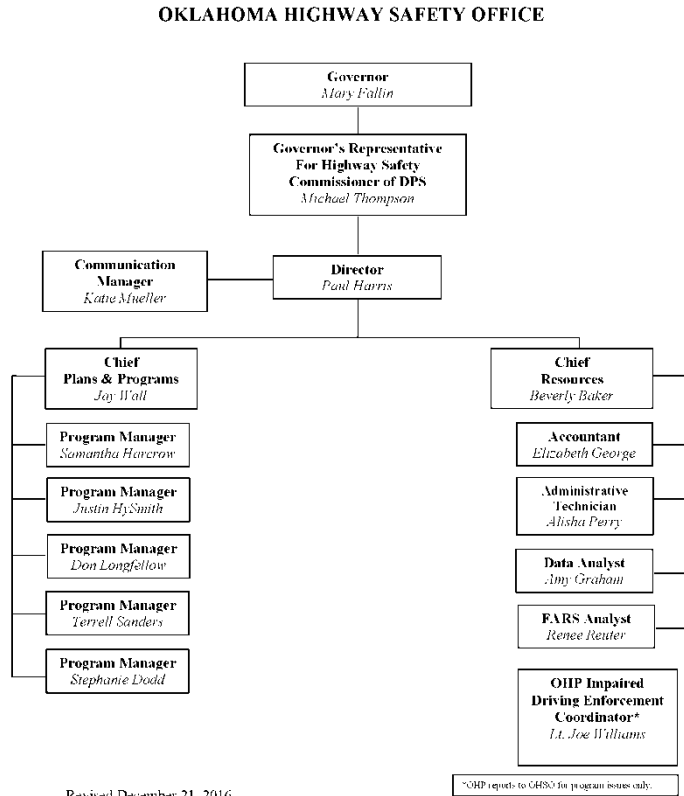 OKLAHOMA HIGHWAY SAFETY OFFICE
Governor
Mary Fallin
Governor's Representative
For Highway Safety
Commissioner of DPS
Michael Thompson
Communication
Manager
Katie Mueller
Director
Paul Harris
Chief
Plans & Programs
Jay Wall
Chief
Resources
Beverly Baker
Program Manager
Samantha Harcrow
Program Manager
Justin HySmith
Program Manager
Don Longfellow
Program Manager
Terrell Sanders
Program Manager
Stephanie Dodd
Accountant
Elizabeth George
Administrative
Technician
Alisha Perry
Data Analyst
Amy Graham
FARS Analyst
Renee Reuter
OHP Impaired
Driving Enforcement
Coordinator*
Lt. Joe Williams
*OHP reports to OHSO for program issues only.
Revised December 21, 2016